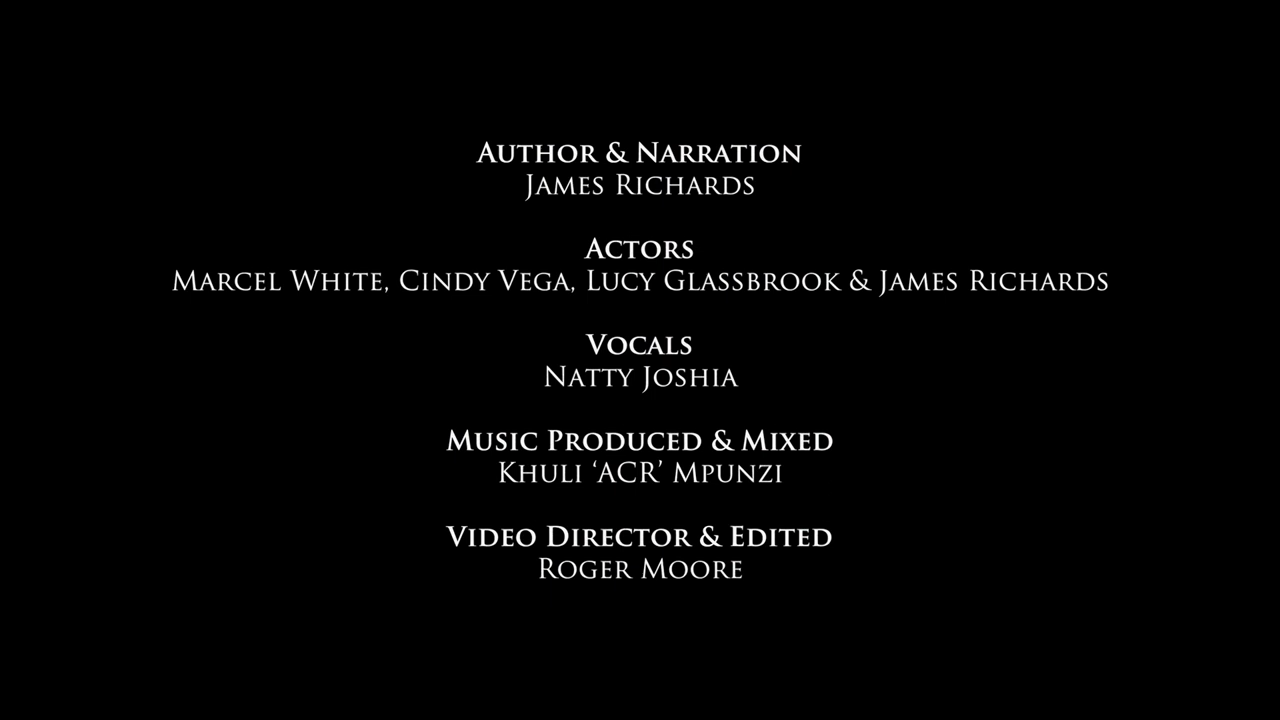 Author & Narration
James Richards
Actors
Marcel White, Cindy Vega, Lucy Glassbrook & James Richards
Vocals
Natty Joshia
Music Produced & Mixed
Khuli ‘ACR’ Mpunzi
Video Director & Edited
Roger Moore